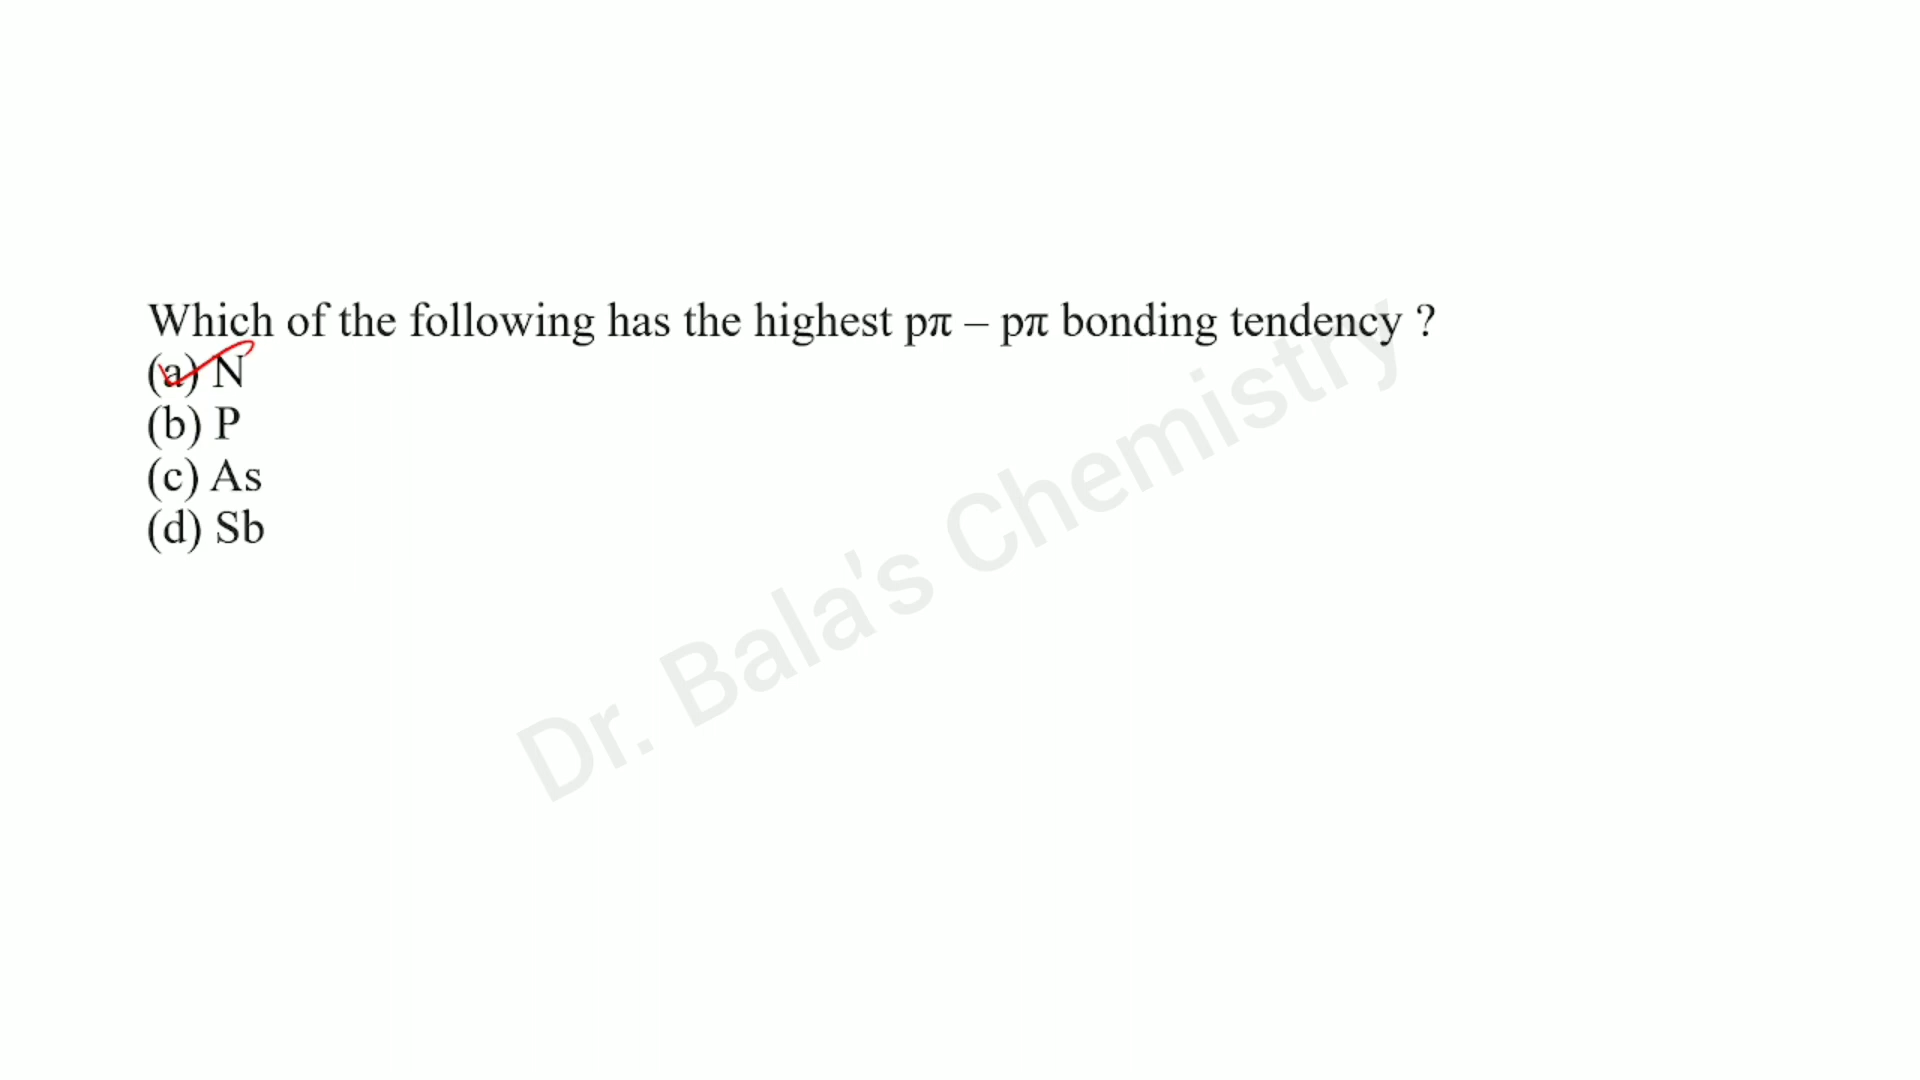 Which of the following has the highest pπ – pπ bonding tendency ?
(a) N
(b) P
(c) As
(d) Sb
Dr. Bala's Chemistry